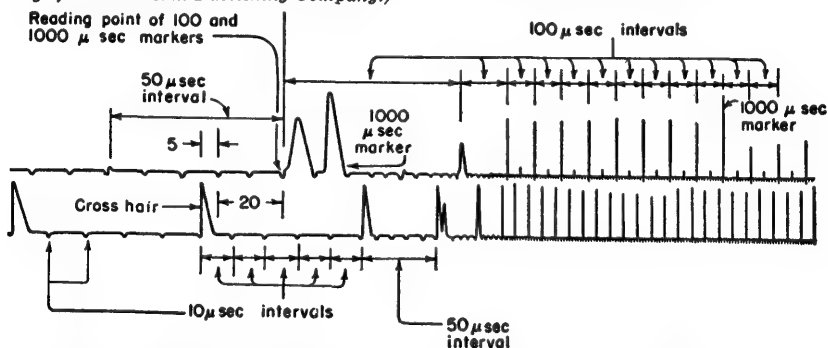 Reading point of 100 and
1000 μ sec markers
100 μ sec intervals
50 μ sec
interval
1000
μ sec
marker
1000 μ sec
marker
5
20
Cross hair
10 μ sec intervals
50 μ sec
interval